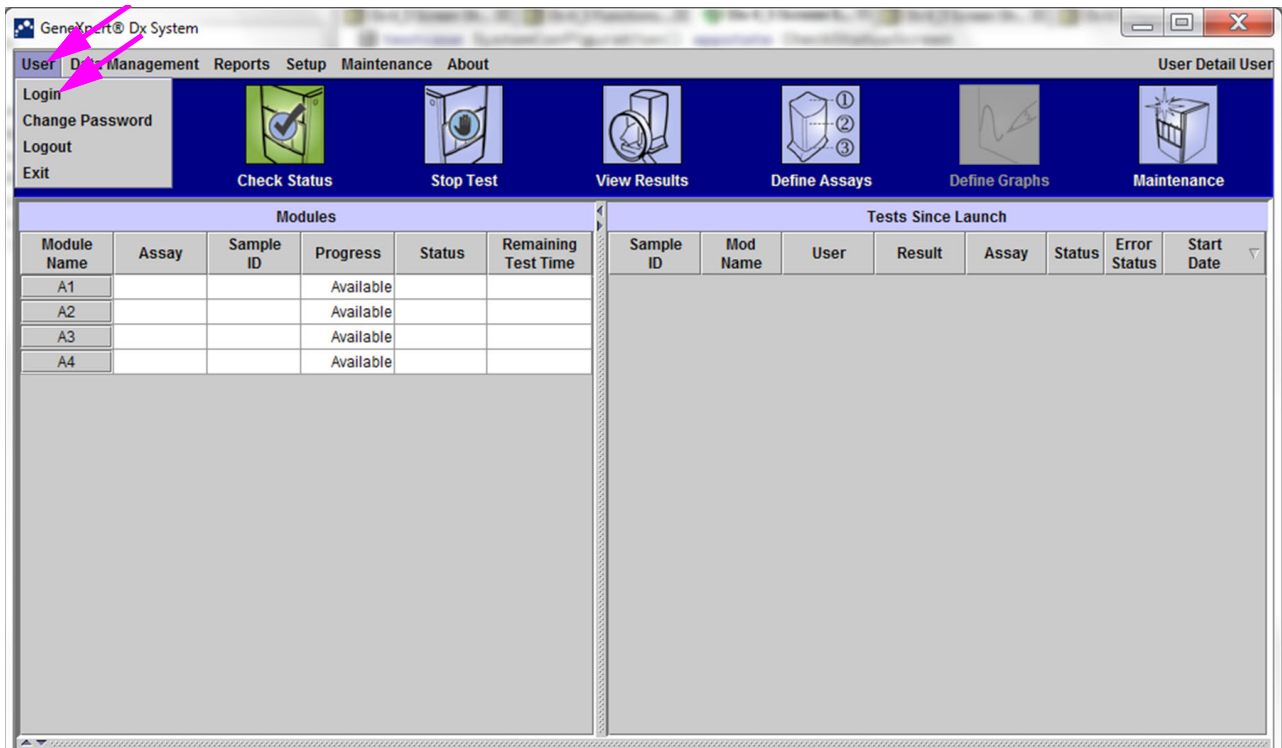 GeneXpert® Dx System
User Data Management Reports Setup Maintenance About User Detail User
Login
Change Password
Logout
Exit
Check Status Stop Test View Results Define Assays Define Graphs Maintenance
①
②
③
Modules
Tests Since Launch
Module Name Assay Sample ID Progress Status Remaining Test Time
Sample ID Mod Name User Result Assay Status Error Status Start Date
A1 Available
A2 Available
A3 Available
A4 Available